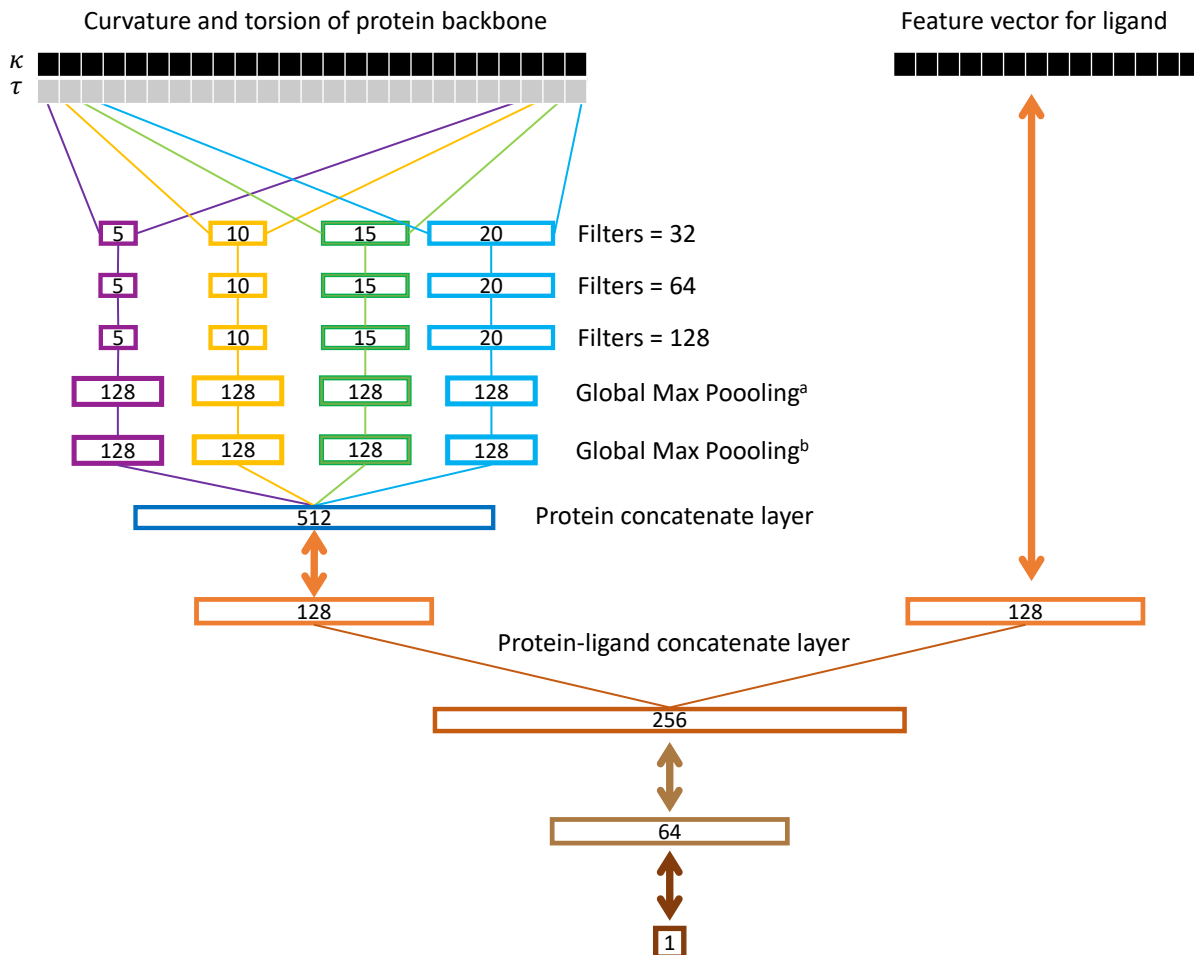 Curvature and torsion of protein backbone Feature vector for ligand
κ
τ
5 10 15 20 Filters = 32
5 10 15 20 Filters = 64
5 10 15 20 Filters = 128
128 128 128 128 Global Max Poooling^a
128 128 128 128 Global Max Poooling^b
512 Protein concatenate layer
128 128
Protein-ligand concatenate layer
256
64
1